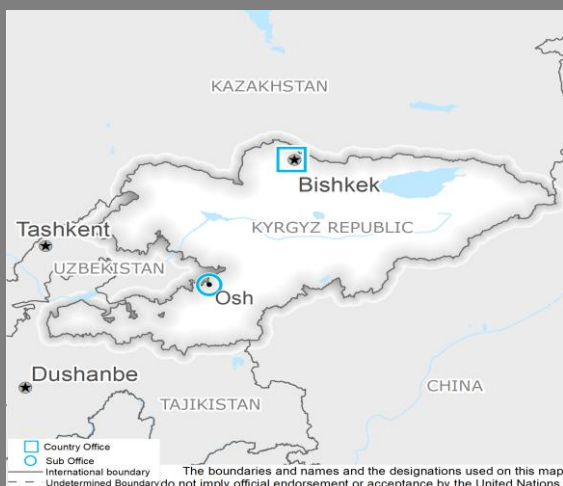 KAZAKHSTAN
Bishkek
Tashkent
KYRGYZ REPUBLIC
UZBEKISTAN
Osh
Dushanbe
CHINA
TAJIKISTAN
Country Office
Sub Office
International boundary
Undetermined Boundary
The boundaries and names and the designations used on this map
do not imply official endorsement or acceptance by the United Nations